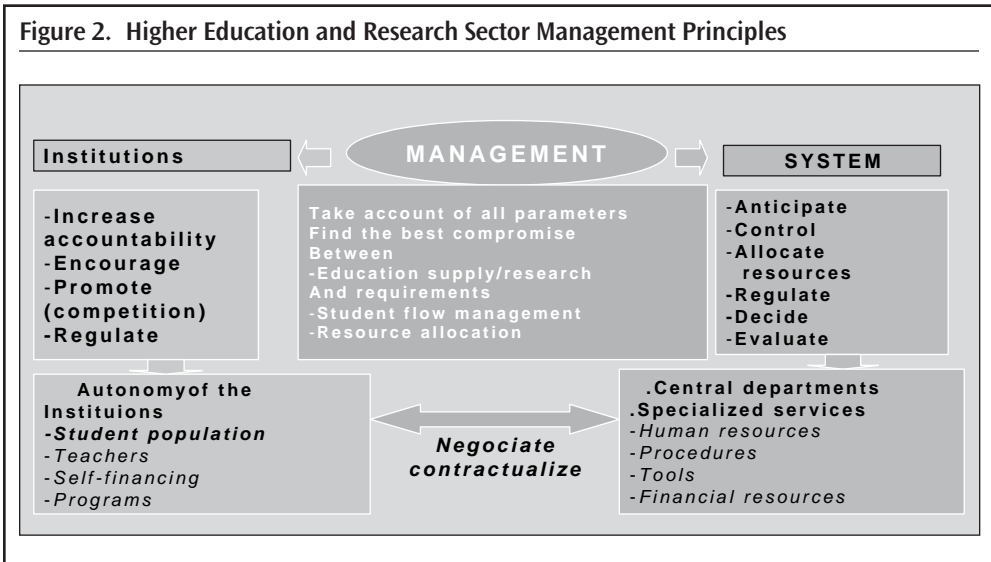 Figure 2. Higher Education and Research Sector Management Principles
MANAGEMENT
Institutions
SYSTEM
-Increase
accountability
-Encourage
-Promote
(competition)
-Regulate
Take account of all parameters
Find the best compromise
Between
-Education supply/research
And requirements
-Student flow management
-Resource allocation
-Anticipate
-Control
-Allocate
resources
-Regulate
-Decide
-Evaluate
Autonomyof the
Instituions
-Student population
-Teachers
-Self-financing
-Programs
Negociate
contractualize
.Central departments
.Specialized services
-Human resources
-Procedures
-Tools
-Financial resources